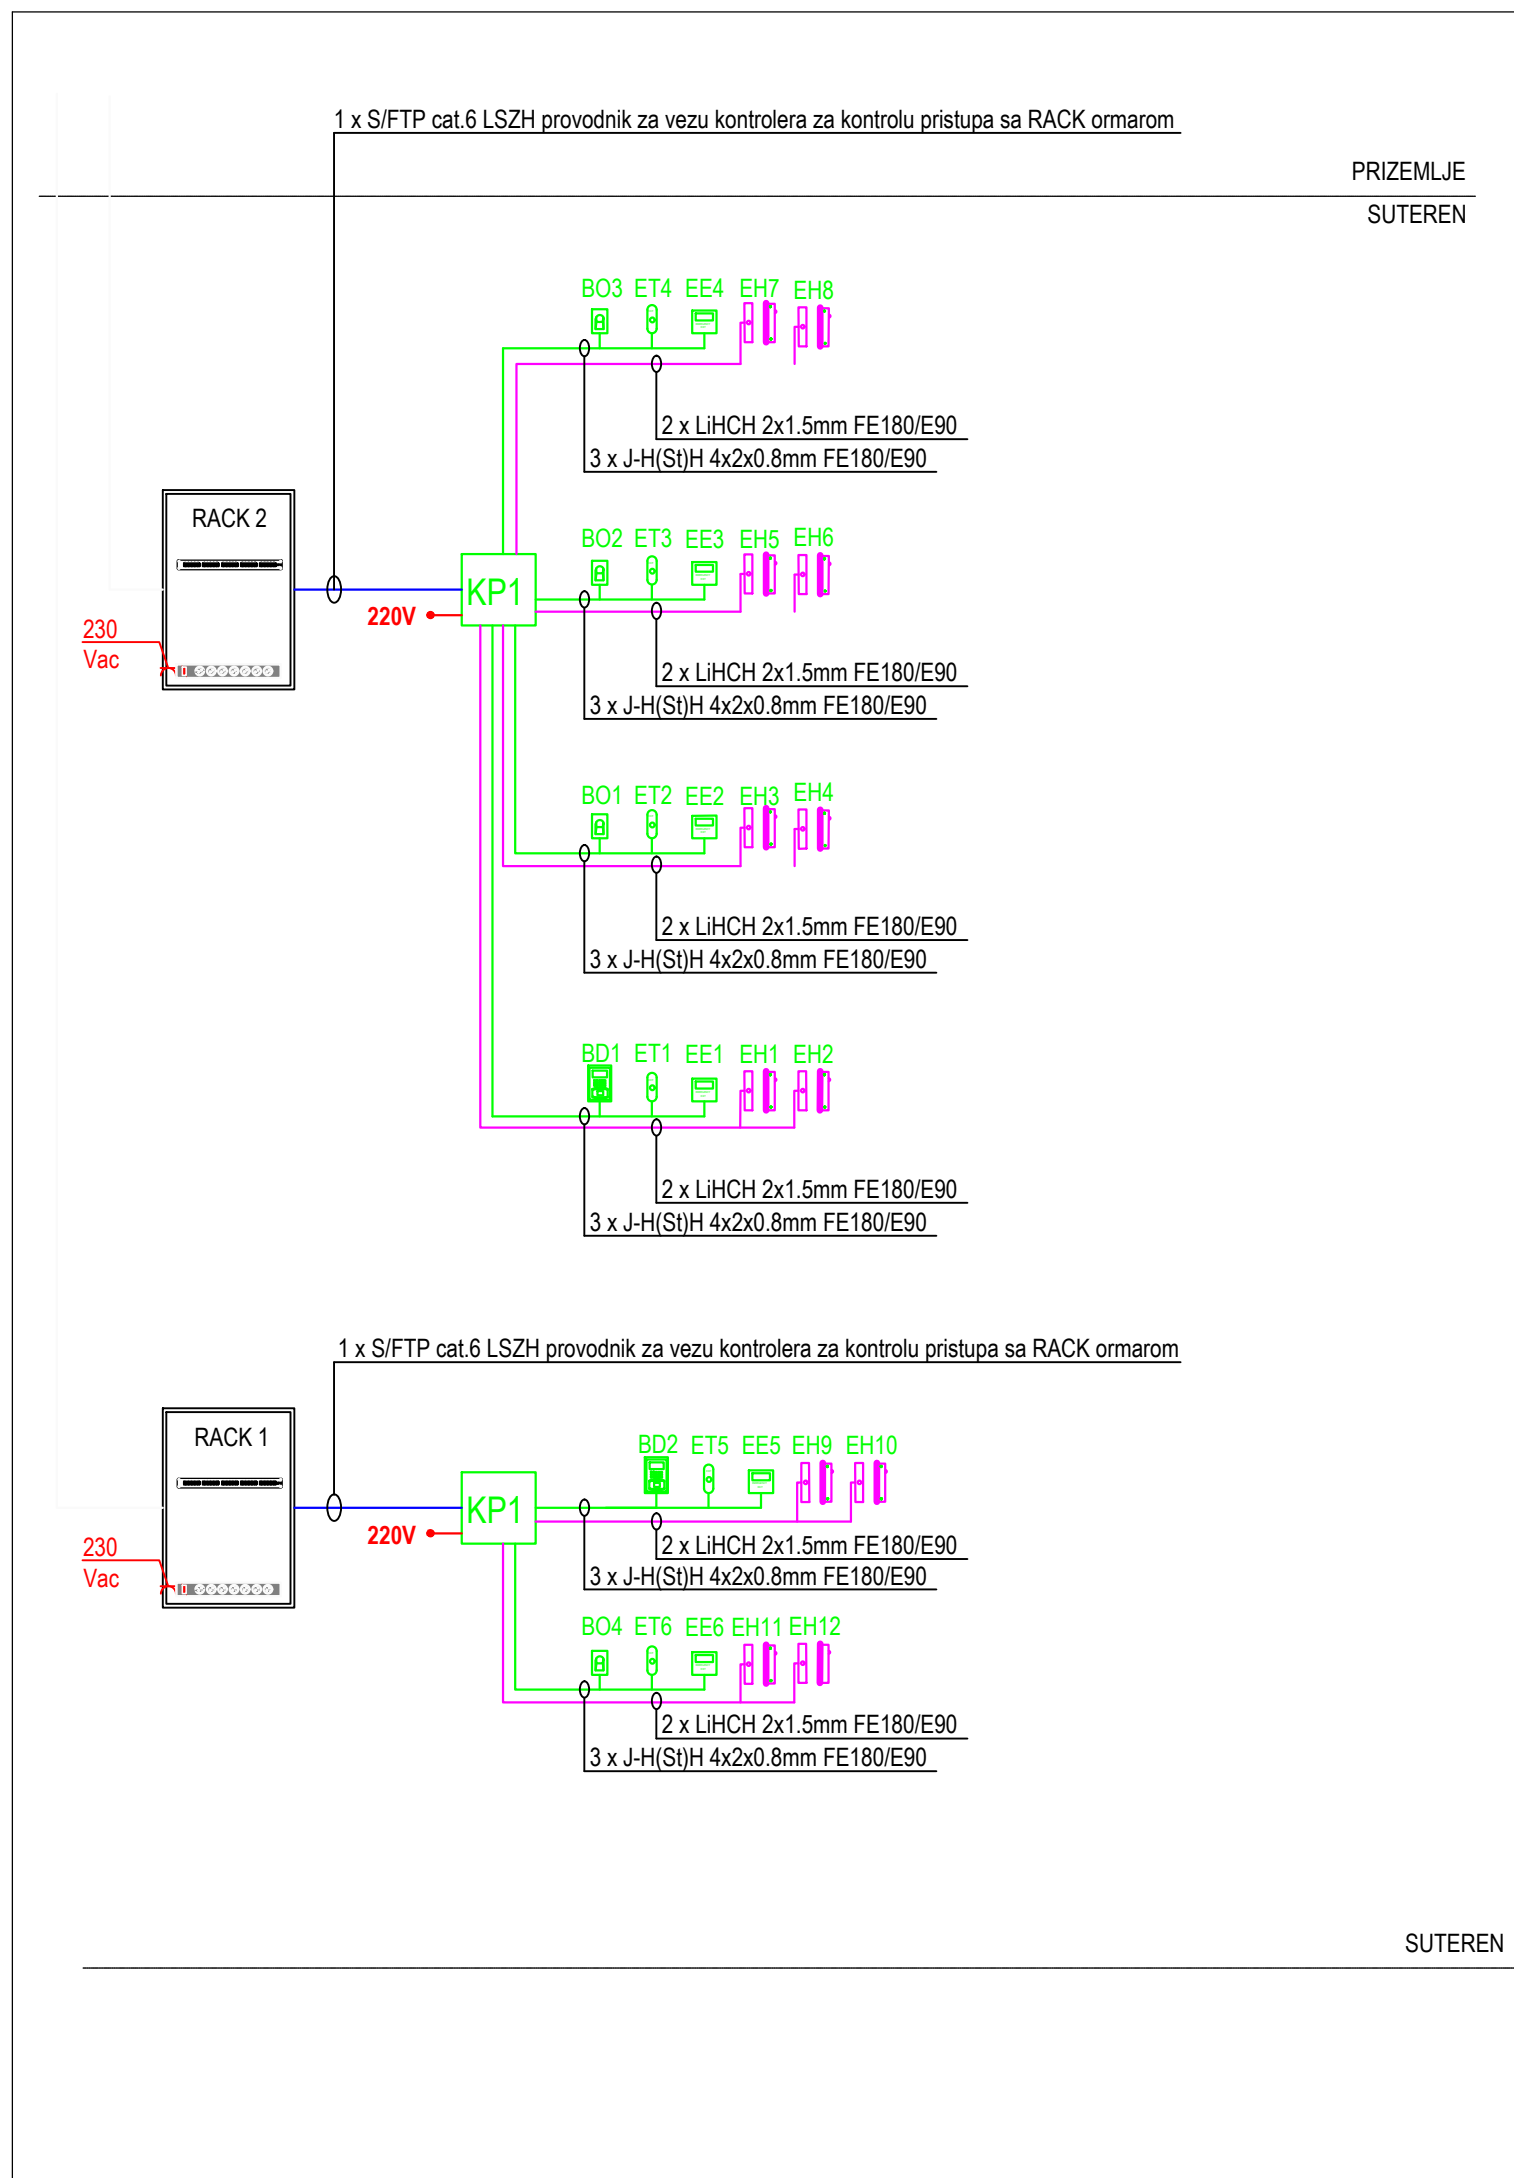 1 x S/FTP cat.6 LSZH provodnik za vezu kontrolera za kontrolu pristupa sa RACK ormarom
PRIZEMLJE
SUTEREN
BO3 ET4 EE4 EH7 EH8
2 x LiHCH 2x1.5mm FE180/E90
3 x J-H(St)H 4x2x0.8mm FE180/E90
RACK 2
BO2 ET3 EE3 EH5 EH6
KP1
220V
230
Vac
2 x LiHCH 2x1.5mm FE180/E90
3 x J-H(St)H 4x2x0.8mm FE180/E90
BO1 ET2 EE2 EH3 EH4
2 x LiHCH 2x1.5mm FE180/E90
3 x J-H(St)H 4x2x0.8mm FE180/E90
BD1 ET1 EE1 EH1 EH2
2 x LiHCH 2x1.5mm FE180/E90
3 x J-H(St)H 4x2x0.8mm FE180/E90
1 x S/FTP cat.6 LSZH provodnik za vezu kontrolera za kontrolu pristupa sa RACK ormarom
RACK 1
BD2 ET5 EE5 EH9 EH10
KP1
220V
230
Vac
2 x LiHCH 2x1.5mm FE180/E90
3 x J-H(St)H 4x2x0.8mm FE180/E90
BO4 ET6 EE6 EH11 EH12
2 x LiHCH 2x1.5mm FE180/E90
3 x J-H(St)H 4x2x0.8mm FE180/E90
SUTEREN